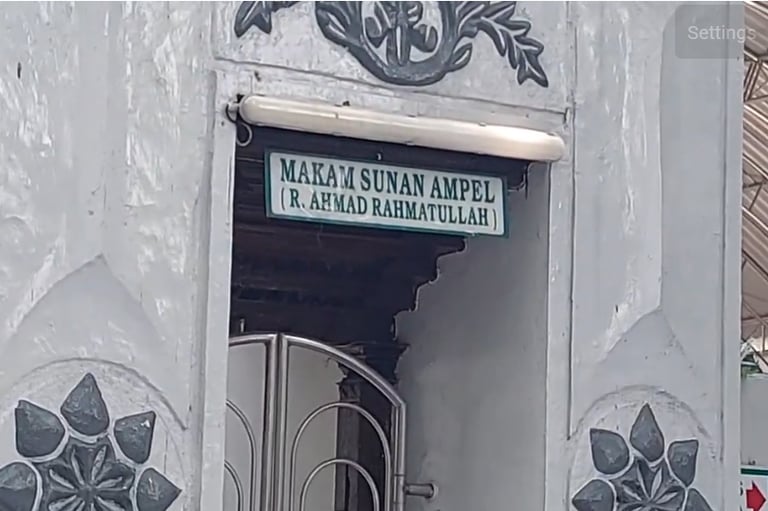 Settings
MAKAM SUNAN AMPEL
( R. AHMAD RAHMATULLAH )